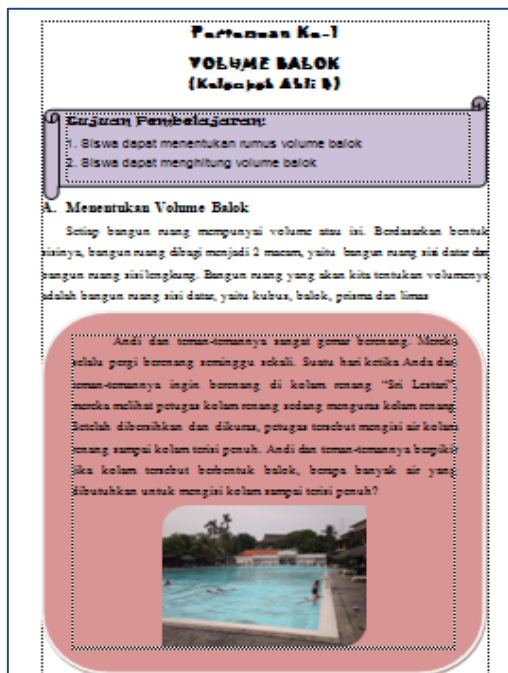 Pertemuan Ke-1
VOLUME BALOK
(Kelompok Ahli B)
Tujuan Pembelajaran:
1. Siswa dapat menentukan rumus volume balok
2. Siswa dapat menghitung volume balok
A. Menentukan Volume Balok
Setiap bangun ruang mempunyai volume atau isi. Berdasarkan bentuk
sisinya, bangun ruang dibagi menjadi 2 macam, yaitu bangun ruang sisi datar dan
bangun ruang sisi lengkung. Bangun ruang yang akan kita tentukan volumenya
adalah bangun ruang sisi datar, yaitu kubus, balok, prisma dan limas
Andi dan teman-temannya sangat gemar berenang. Mereka
selalu pergi berenang seminggu sekali. Suatu hari ketika Anda dan
teman-temannya ingin berenang di kolam renang “Sri Lestari”,
mereka melihat petugas kolam renang sedang menguras kolam renang.
Setelah dibersihkan dan dikuras, petugas tersebut mengisi air kolam
renang sampai kolam terisi penuh. Andi dan teman-temannya berpikir
jika kolam tersebut berbentuk balok, berapa banyak air yang
dibutuhkan untuk mengisi kolam sampai terisi penuh?